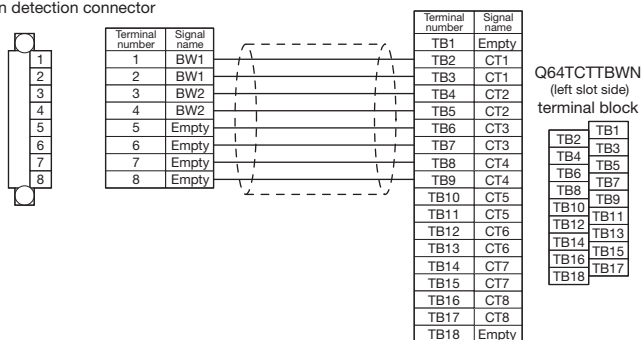 n detection connector
1
2
3
4
5
6
7
8
Terminal number Signal name
1 BW1
2 BW1
3 BW2
4 BW2
5 Empty
6 Empty
7 Empty
8 Empty
Terminal number Signal name
TB1 Empty
TB2 CT1
TB3 CT1
TB4 CT2
TB5 CT2
TB6 CT3
TB7 CT3
TB8 CT4
TB9 CT4
TB10 CT5
TB11 CT5
TB12 CT6
TB13 CT6
TB14 CT7
TB15 CT7
TB16 CT8
TB17 CT8
TB18 Empty
Q64TCTTBWN
(left slot side)
terminal block
TB1
TB2
TB3
TB4
TB5
TB6
TB7
TB8
TB9
TB10
TB11
TB12
TB13
TB14
TB15
TB16
TB17
TB18